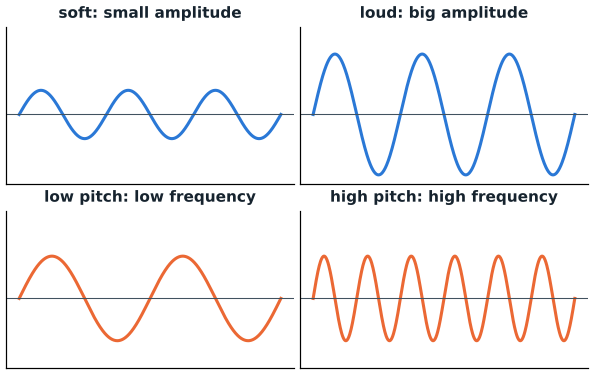 soft: small amplitude
loud: big amplitude
low pitch: low frequency
high pitch: high frequency